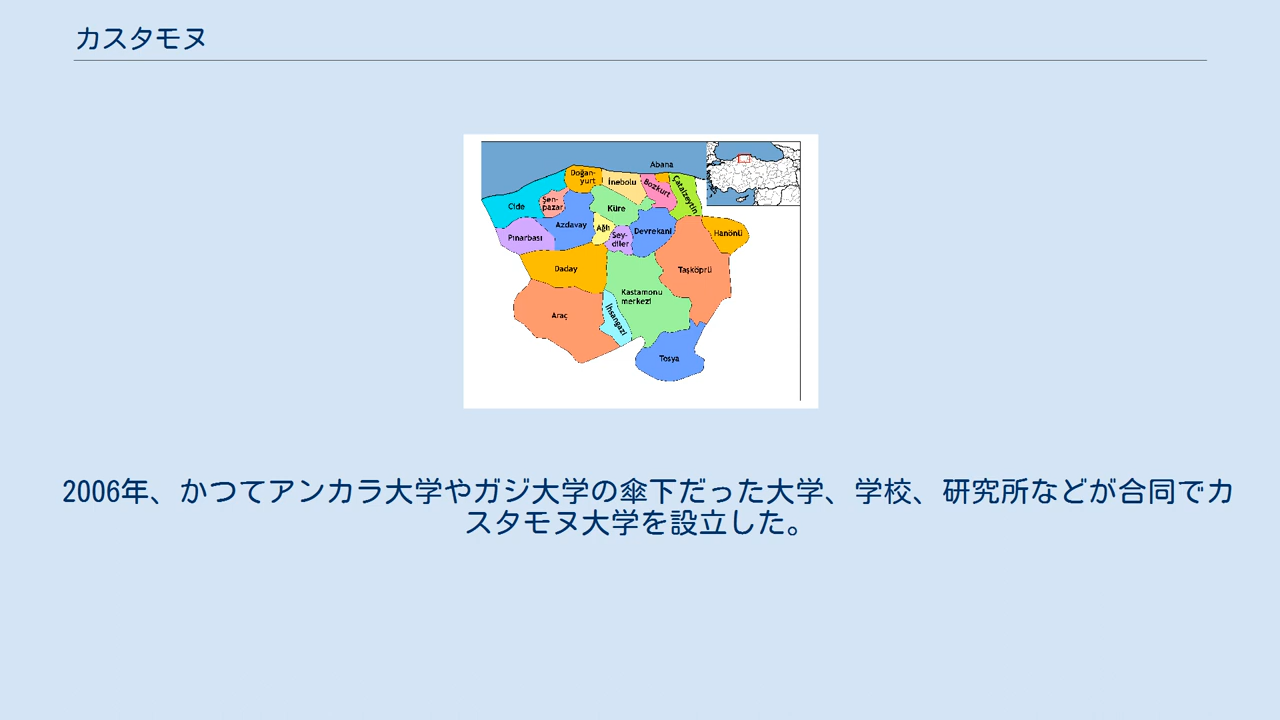 カスタモヌ
Abana
Doğan-
yurt
İnebolu
Bozkurt
Çatalzeytin
Cide
Şen-
pazar
Küre
Azdavay
Ağlı
Sey-
diler
Devrekani
Hanönü
Pınarbası
Daday
Taşköprü
Kastamonu
merkezi
Araç
İhsangazi
Tosya
2006年、かつてアンカラ大学やガジ大学の傘下だった大学、学校、研究所などが合同でカ
スタモヌ大学を設立した。